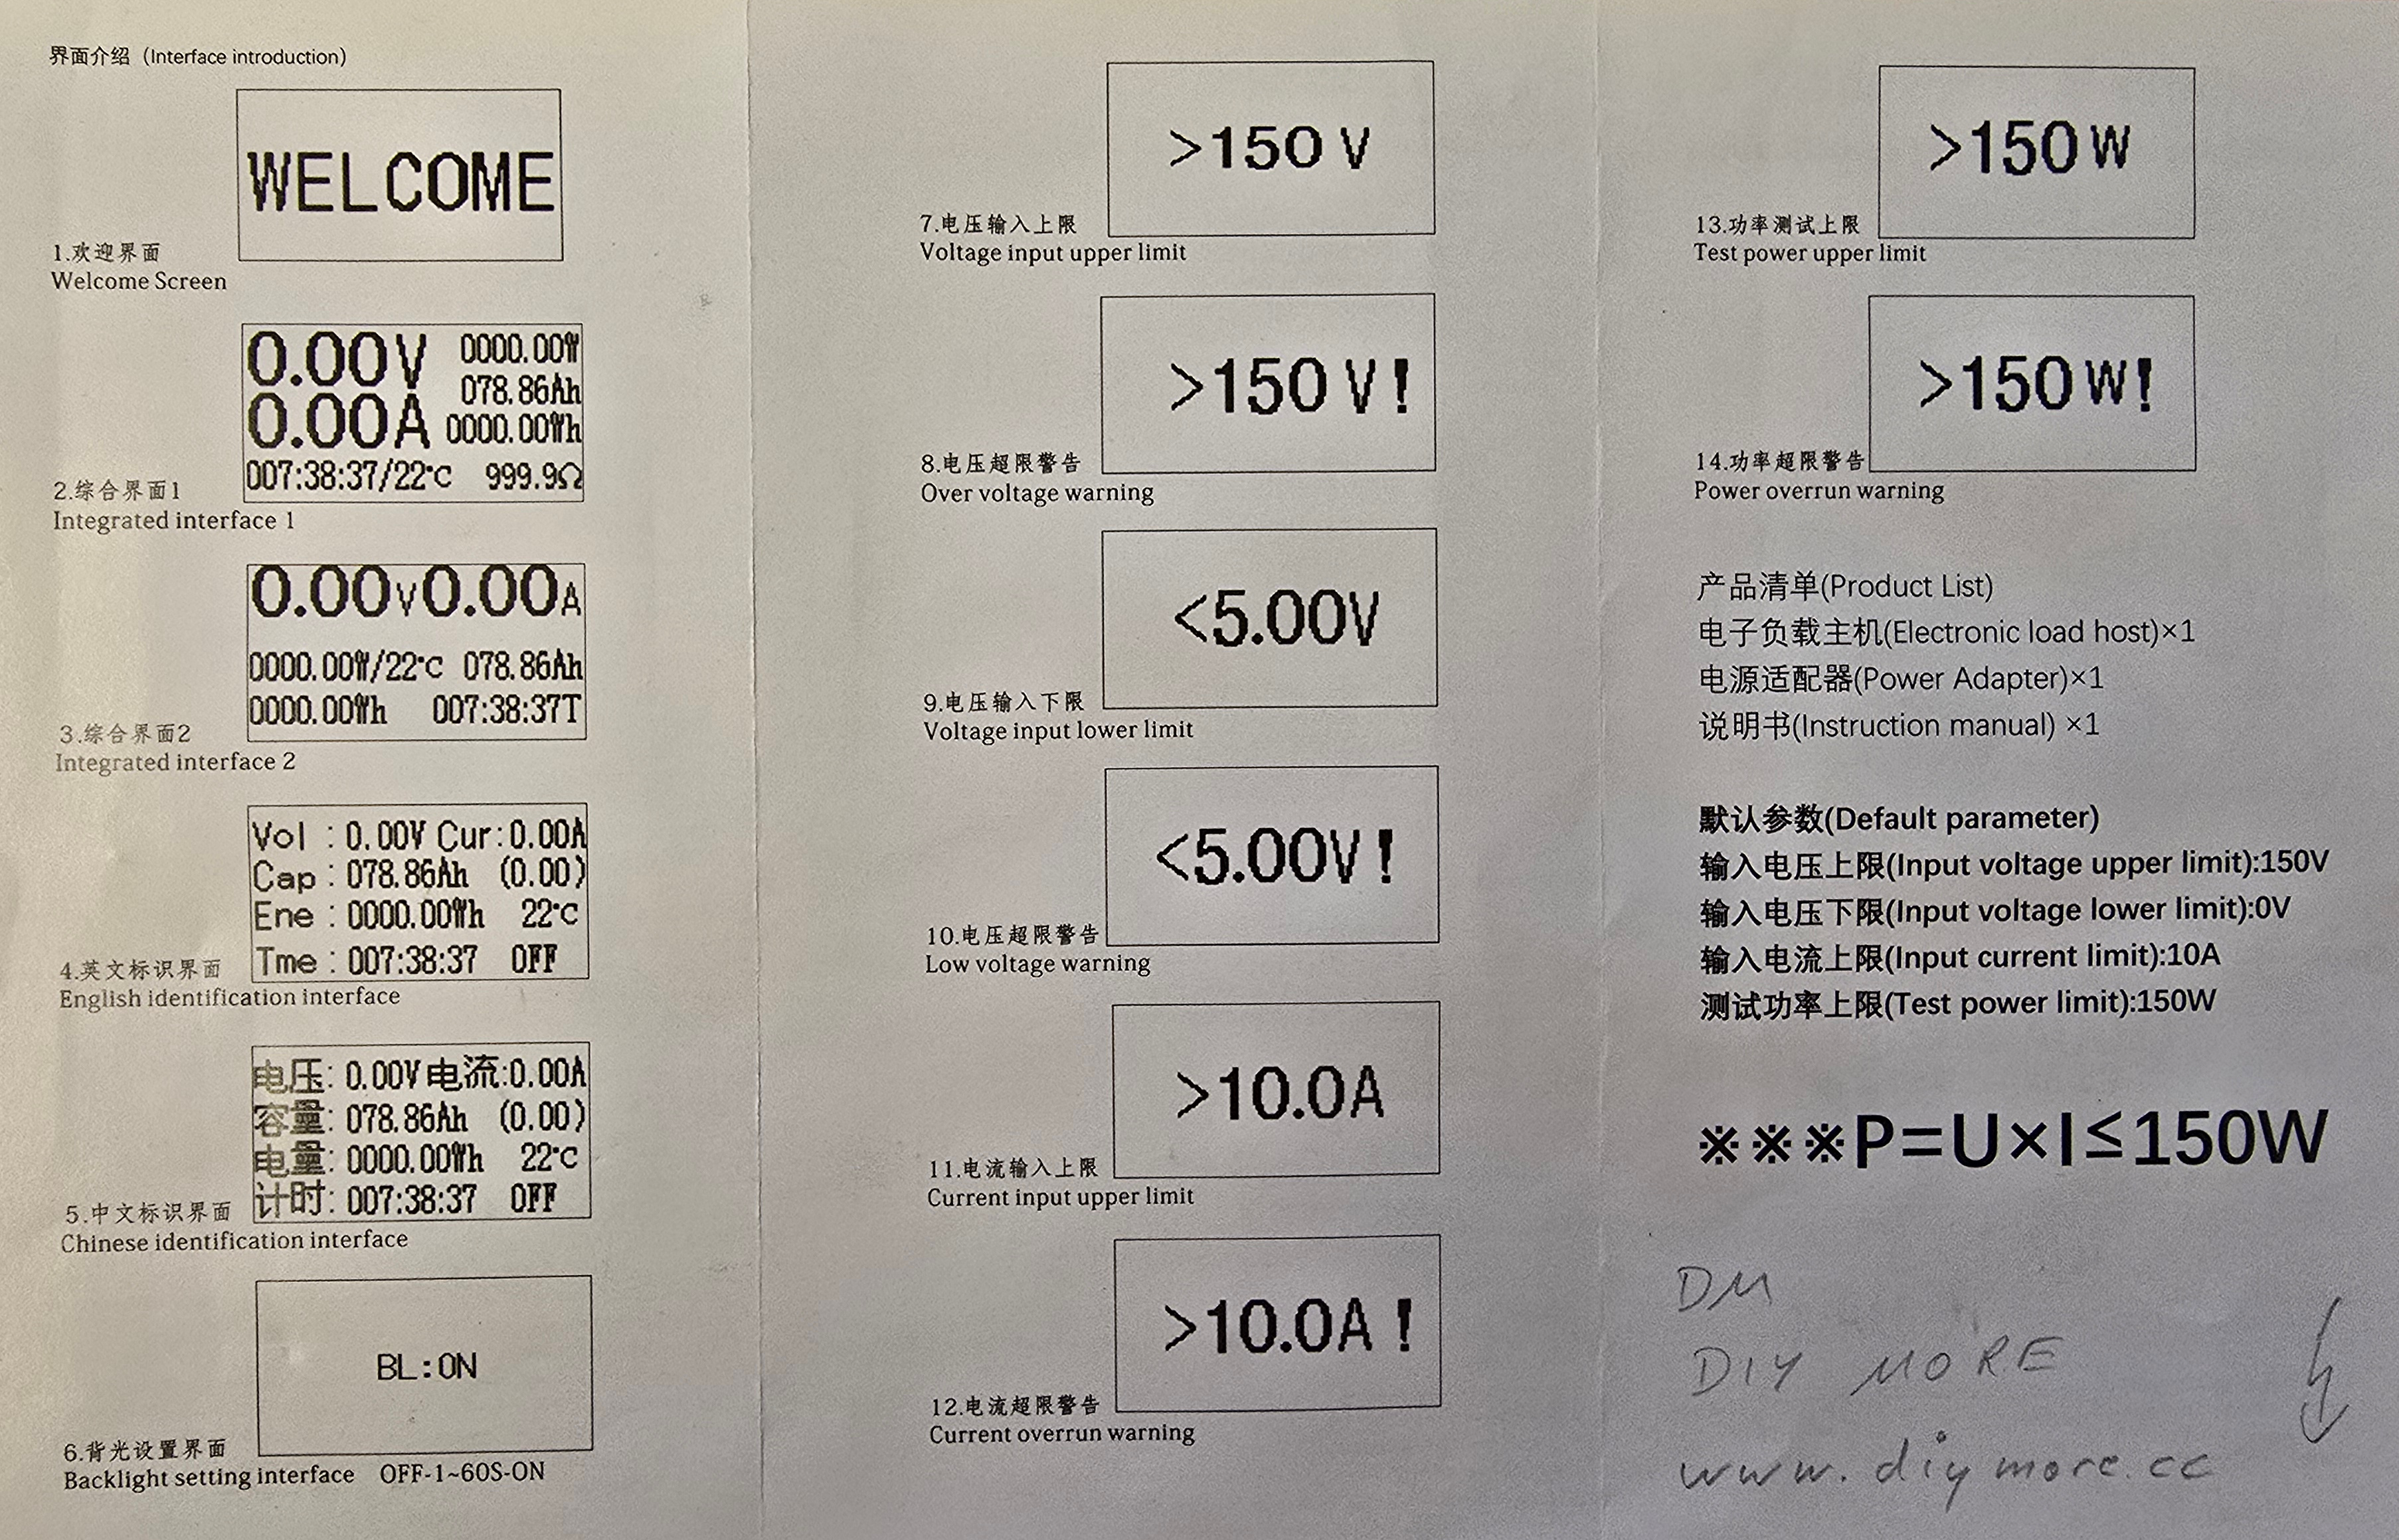 界面介绍（Interface introduction）
WELCOME
1.欢迎界面
Welcome Screen
0.00V 0000.00W
078.86Ah
0.00A 0000.00Wh
007:38:37/22℃ 999.9Ω
2.综合界面1
Integrated interface 1
0.00V0.00A
0000.00W/22℃ 078.86Ah
0000.00Wh 007:38:37T
3.综合界面2
Integrated interface 2
Vol : 0.00V Cur:0.00A
Cap : 078.86Ah (0.00)
Ene : 0000.00Wh 22℃
Tme : 007:38:37 OFF
4.英文标识界面
English identification interface
电压: 0.00V 电流:0.00A
容量: 078.86Ah (0.00)
电量: 0000.00Wh 22℃
计时: 007:38:37 OFF
5.中文标识界面
Chinese identification interface
BL:ON
6.背光设置界面
Backlight setting interface OFF-1~60S-ON
>150 V
7.电压输入上限
Voltage input upper limit
>150 V!
8.电压超限警告
Over voltage warning
<5.00V
9.电压输入下限
Voltage input lower limit
<5.00V!
10.电压超限警告
Low voltage warning
>10.0A
11.电流输入上限
Current input upper limit
>10.0A !
12.电流超限警告
Current overrun warning
>150 W
13.功率测试上限
Test power upper limit
>150 W!
14.功率超限警告
Power overrun warning
产品清单(Product List)
电子负载主机(Electronic load host)×1
电源适配器(Power Adapter)×1
说明书(Instruction manual) ×1
默认参数(Default parameter)
输入电压上限(Input voltage upper limit):150V
输入电压下限(Input voltage lower limit):0V
输入电流上限(Input current limit):10A
测试功率上限(Test power limit):150W
※※※P=U×I≤150W
DM
DIY MORE
www.diymore.cc